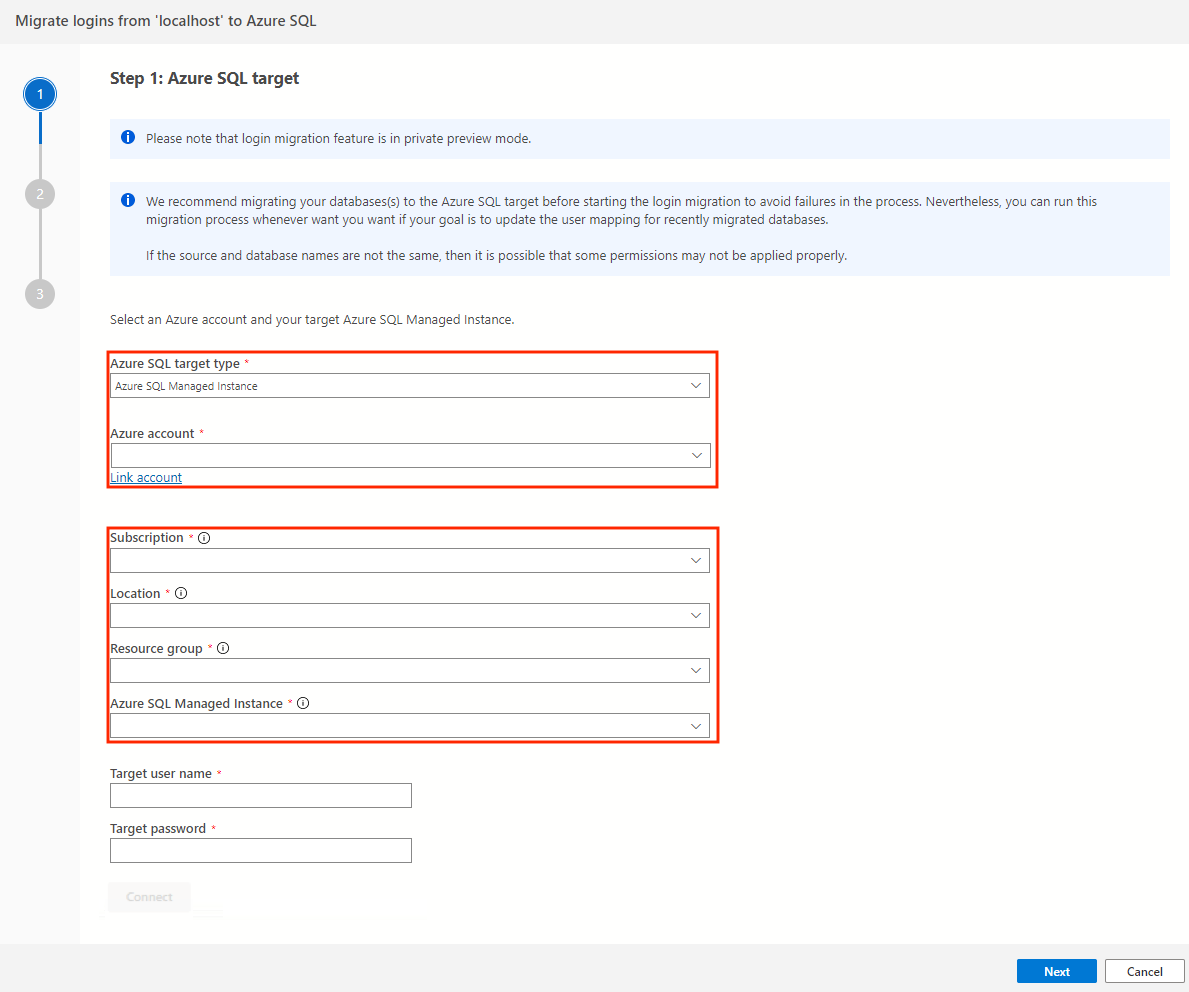 Migrate logins from 'localhost' to Azure SQL
1
2
3
Step 1: Azure SQL target
Please note that login migration feature is in private preview mode.
We recommend migrating your databases(s) to the Azure SQL target before starting the login migration to avoid failures in the process. Nevertheless, you can run this
migration process whenever want you want if your goal is to update the user mapping for recently migrated databases.
If the source and database names are not the same, then it is possible that some permissions may not be applied properly.
Select an Azure account and your target Azure SQL Managed Instance.
Azure SQL target type *
Azure SQL Managed Instance
Azure account *
Link account
Subscription *
Location *
Resource group *
Azure SQL Managed Instance *
Target user name *
Target password *
Connect
Next
Cancel